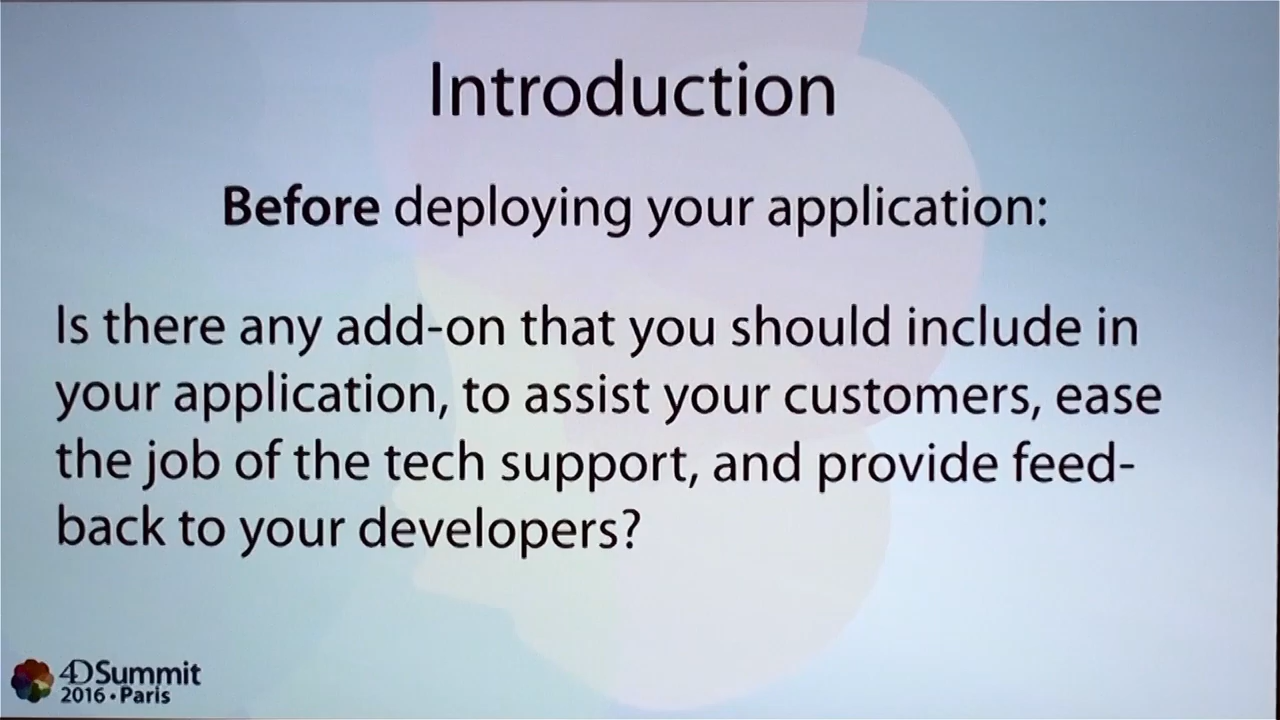 Introduction
Before deploying your application:
Is there any add-on that you should include in
your application, to assist your customers, ease
the job of the tech support, and provide feed-
back to your developers?
4D Summit
2016 • Paris